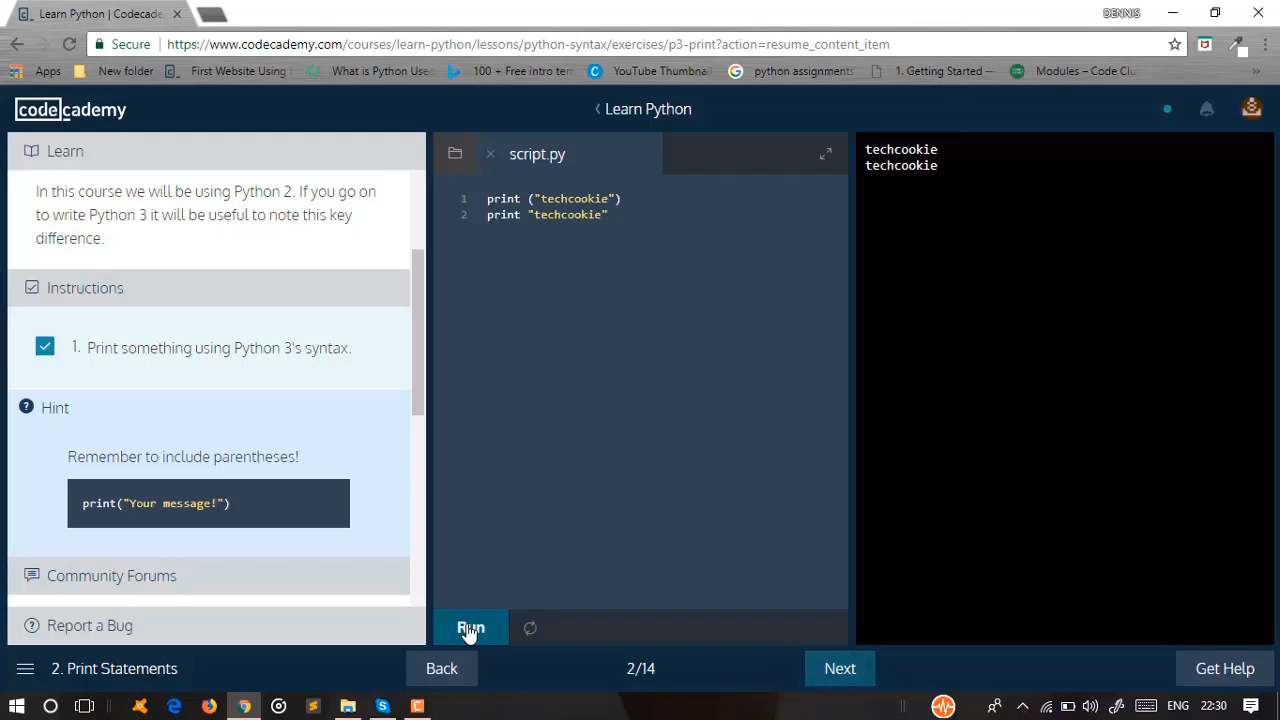 Learn Python | Codecade
DENNIS
Secure
https://www.codecademy.com/courses/learn-python/lessons/python-syntax/exercises/p3-print?action=resume_content_item
Apps
New folder
First Website Using
What is Python Use
100 + Free intro tem
YouTube Thumbnail
python assignments
1. Getting Started —
Modules – Code Clu
»
codecademy
Learn Python
Learn
In this course we will be using Python 2. If you go on
to write Python 3 it will be useful to note this key
difference.
Instructions
1. Print something using Python 3's syntax.
Hint
Remember to include parentheses!
print("Your message!")
Community Forums
Report a Bug
script.py
1 print ("techcookie")
2 print "techcookie"
Run
techcookie
techcookie
2. Print Statements
Back
2/14
Next
Get Help
ENG
22:30